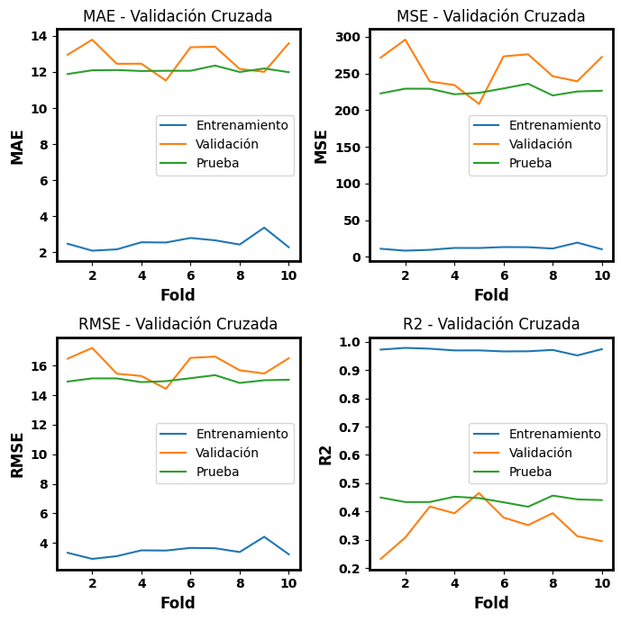 MAE - Validación Cruzada
14
12
10
8
6
4
2
MAE
Entrenamiento
Validación
Prueba
2 4 6 8 10
Fold
MSE - Validación Cruzada
300
250
200
150
100
50
0
MSE
Entrenamiento
Validación
Prueba
2 4 6 8 10
Fold
RMSE - Validación Cruzada
16
14
12
10
8
6
4
RMSE
Entrenamiento
Validación
Prueba
2 4 6 8 10
Fold
R2 - Validación Cruzada
1.0
0.9
0.8
0.7
0.6
0.5
0.4
0.3
0.2
R2
Entrenamiento
Validación
Prueba
2 4 6 8 10
Fold